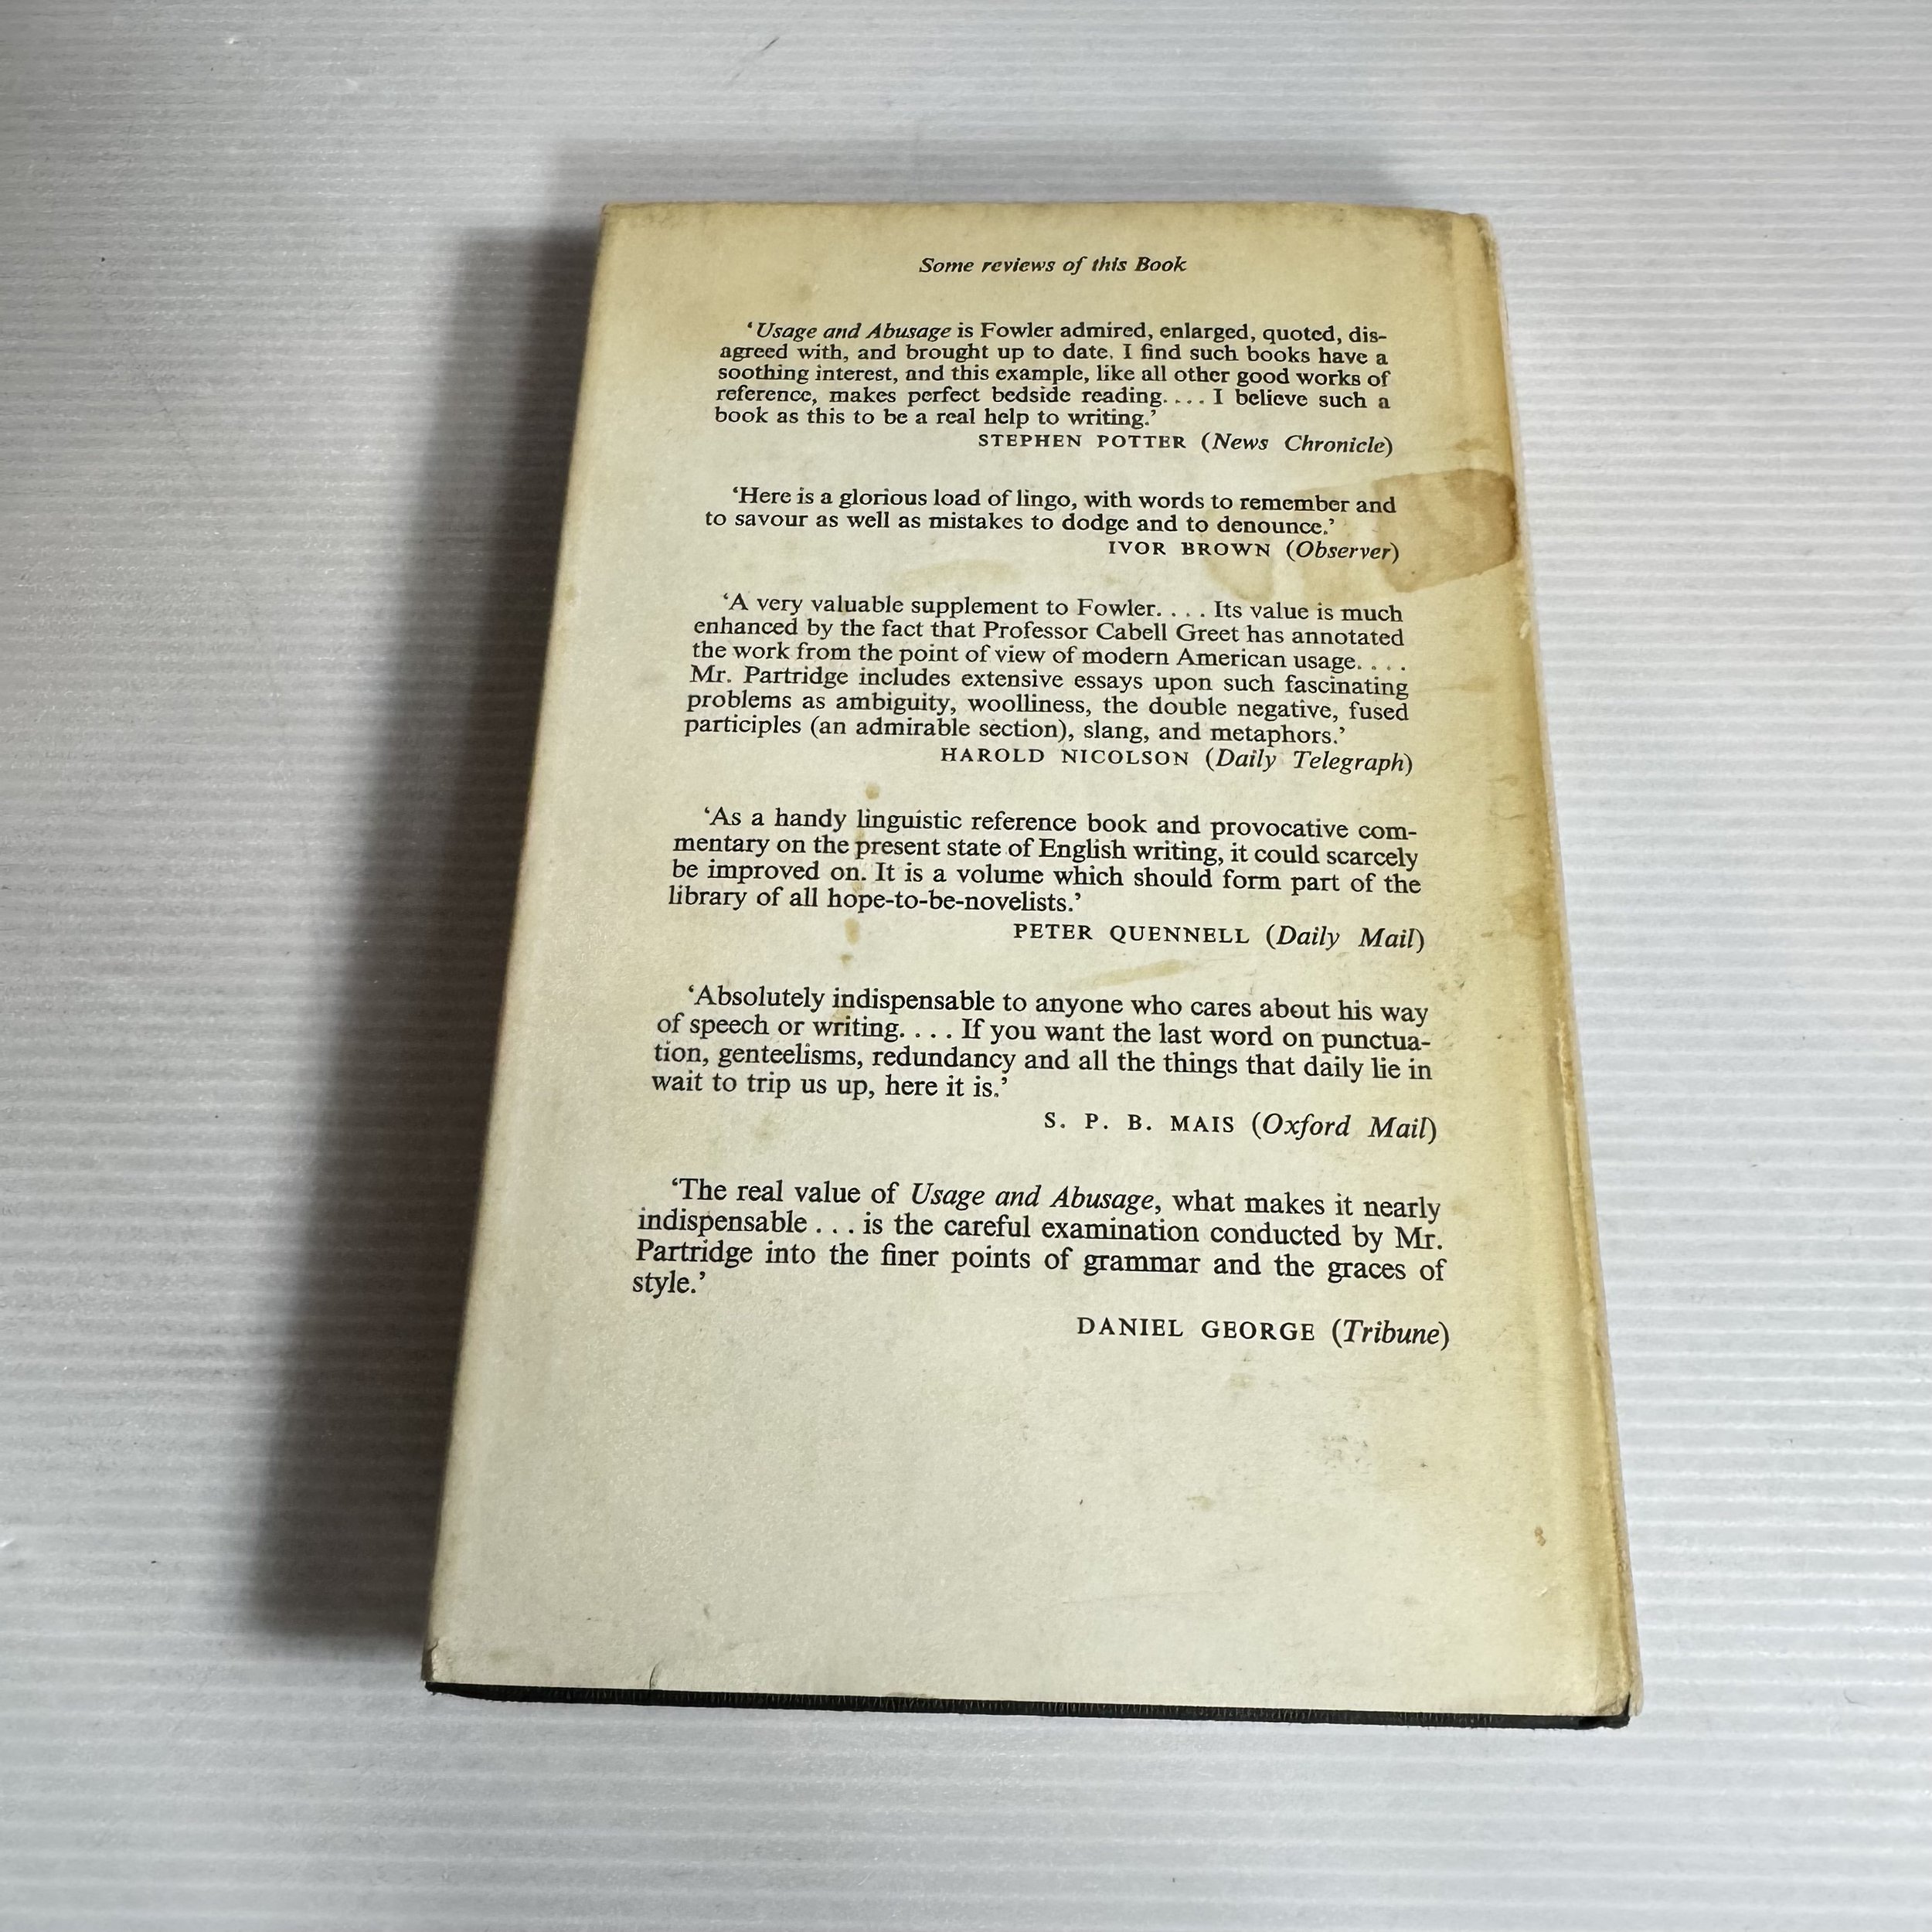 Some reviews of this Book
‘Usage and Abusage is Fowler admired, enlarged, quoted, dis-
agreed with, and brought up to date. I find such books have a
soothing interest, and this example, like all other good works of
reference, makes perfect bedside reading. . . . I believe such a
book as this to be a real help to writing.’
STEPHEN POTTER (News Chronicle)
‘Here is a glorious load of lingo, with words to remember and
to savour as well as mistakes to dodge and to denounce.’
IVOR BROWN (Observer)
‘A very valuable supplement to Fowler. . . . Its value is much
enhanced by the fact that Professor Cabell Greet has annotated
the work from the point of view of modern American usage. . . .
Mr. Partridge includes extensive essays upon such fascinating
problems as ambiguity, woolliness, the double negative, fused
participles (an admirable section), slang, and metaphors.’
HAROLD NICOLSON (Daily Telegraph)
‘As a handy linguistic reference book and provocative com-
mentary on the present state of English writing, it could scarcely
be improved on. It is a volume which should form part of the
library of all hope-to-be-novelists.’
PETER QUENNELL (Daily Mail)
‘Absolutely indispensable to anyone who cares about his way
of speech or writing. . . . If you want the last word on punctua-
tion, genteelisms, redundancy and all the things that daily lie in
wait to trip us up, here it is.’
S. P. B. MAIS (Oxford Mail)
‘The real value of Usage and Abusage, what makes it nearly
indispensable . . . is the careful examination conducted by Mr.
Partridge into the finer points of grammar and the graces of
style.’
DANIEL GEORGE (Tribune)